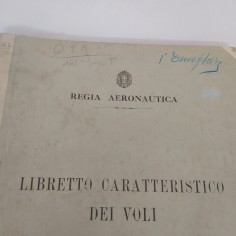 REGIA AERONAUTICA
LIBRETTO CARATTERISTICO
DEI VOLI